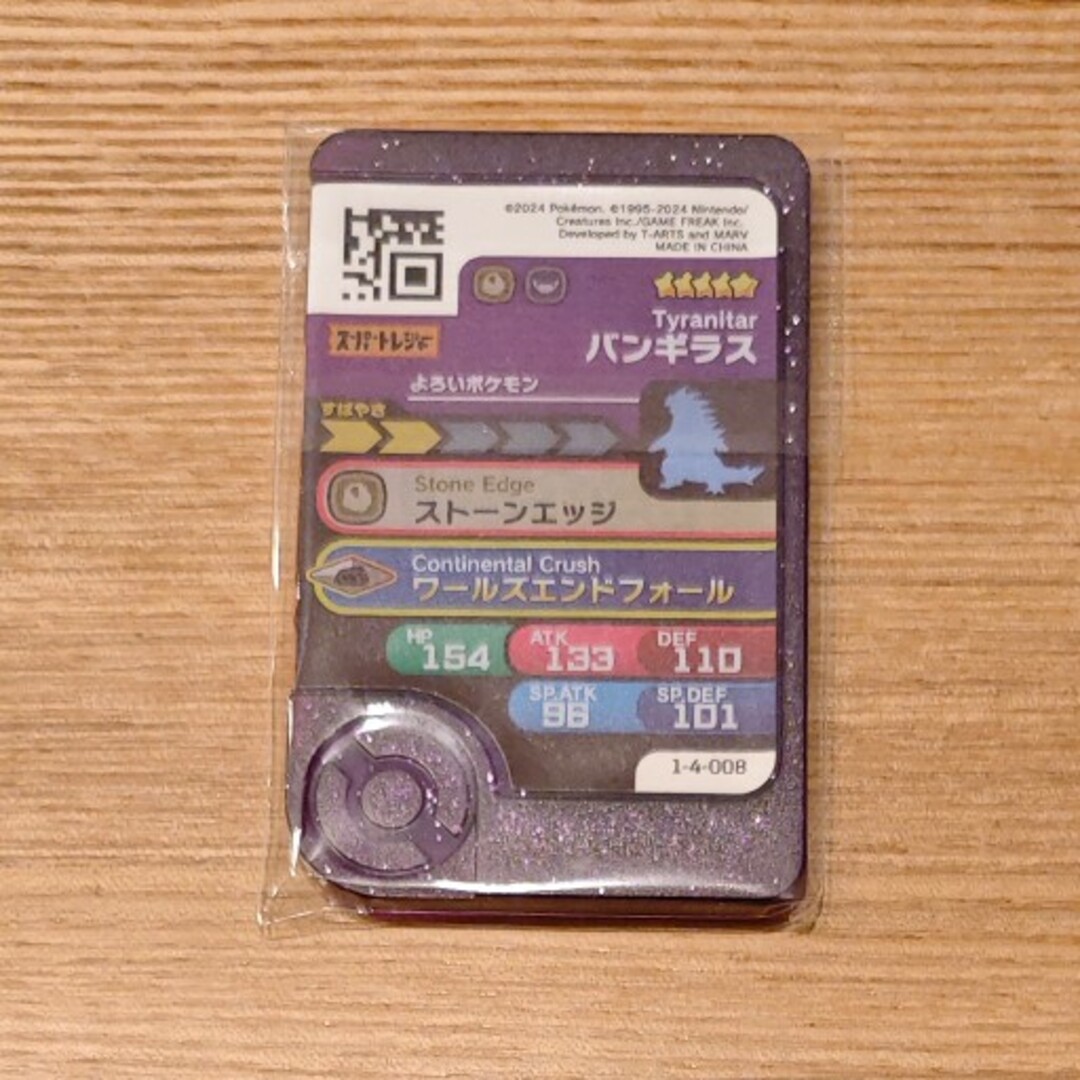 ©2024 Pokémon. ©1995-2024 Nintendo/
Creatures Inc./GAME FREAK inc.
Developed by T-ARTS and MARV
MADE IN CHINA
スーパートレジャー
Tyranitar
バンギラス
よろいポケモン
すばやさ
Stone Edge
ストーンエッジ
Continental Crush
ワールズエンドフォール
HP 154 ATK 133 DEF 110
SP.ATK 98 SP.DEF 101
1-4-008